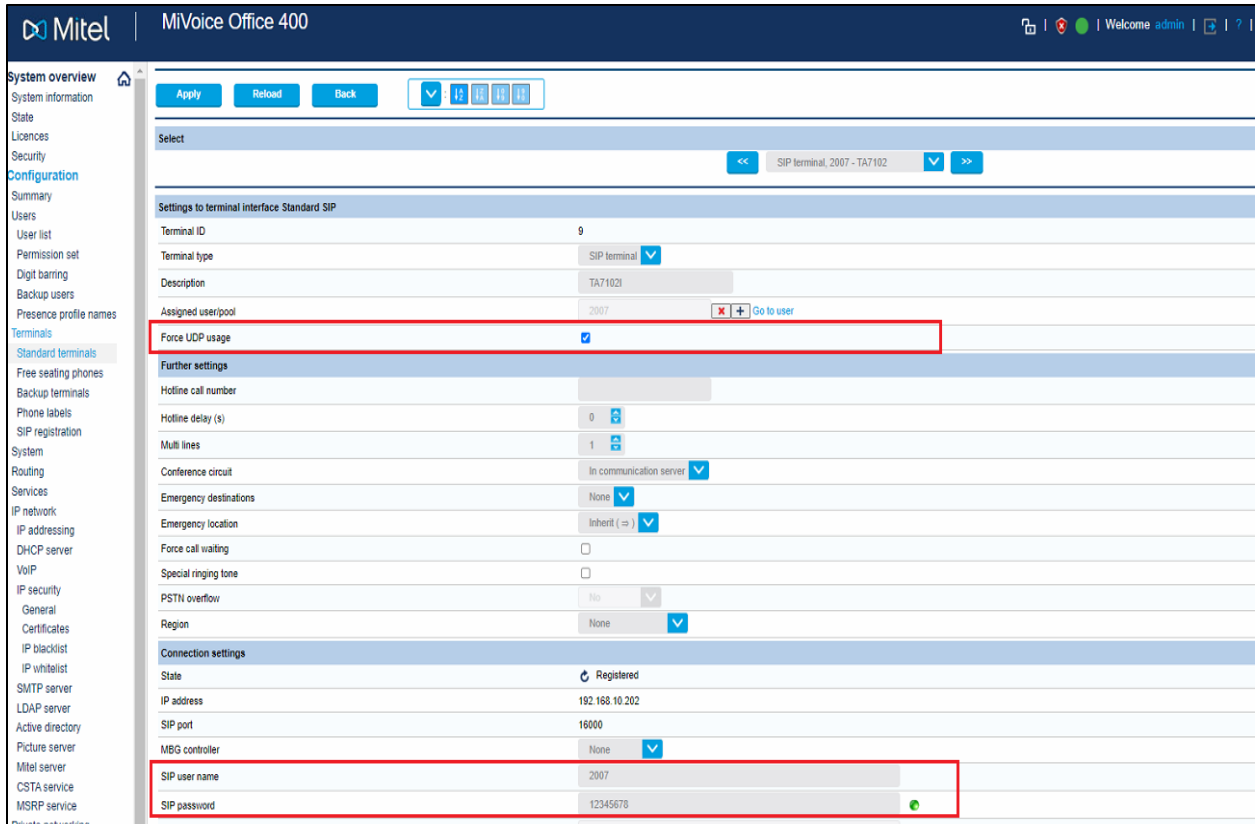 Mitel
MiVoice Office 400
Welcome admin | ? |
System overview
System information
State
Licences
Security
Configuration
Summary
Users
User list
Permission set
Digit barring
Backup users
Presence profile names
Terminals
Standard terminals
Free seating phones
Backup terminals
Phone labels
SIP registration
System
Routing
Services
IP network
IP addressing
DHCP server
VoIP
IP security
General
Certificates
IP blacklist
IP whitelist
SMTP server
LDAP server
Active directory
Picture server
Mitel server
CSTA service
MSRP service
Apply Reload Back
Select
<< SIP terminal, 2007 - TA7102 >>
Settings to terminal interface Standard SIP
Terminal ID 9
Terminal type SIP terminal
Description TA7102I
Assigned user/pool 2007 Go to user
Force UDP usage
Further settings
Hotline call number
Hotline delay (s) 0
Multi lines 1
Conference circuit In communication server
Emergency destinations None
Emergency location Inherit ( ⇒ )
Force call waiting
Special ringing tone
PSTN overflow No
Region None
Connection settings
State Registered
IP address 192.168.10.202
SIP port 16000
MBG controller None
SIP user name 2007
SIP password 12345678